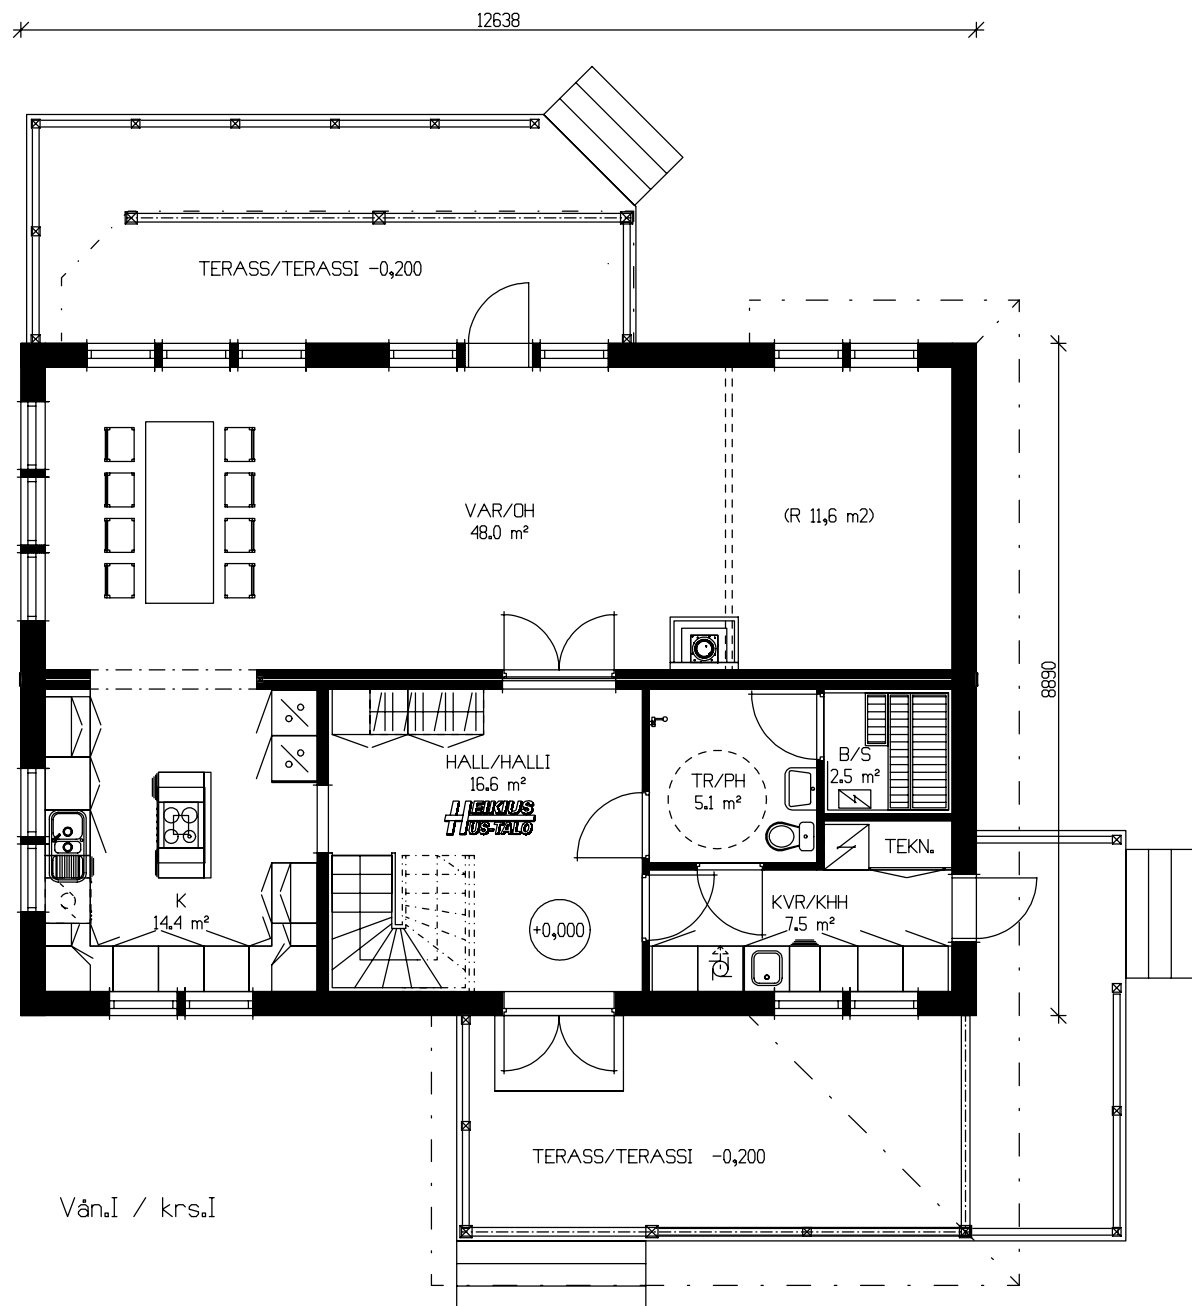 12638
TERASS/TERASSI -0,200
VAR/OH
48.0 m²
(R 11,6 m2)
8890
HALL/HALLI
16.6 m²
HEIKIUS
HUS-TALO
TR/PH
5.1 m²
B/S
2.5 m²
TEKN.
K
14.4 m²
KVR/KHH
7.5 m²
+0,000
TERASS/TERASSI -0,200
Vån.I / krs.I